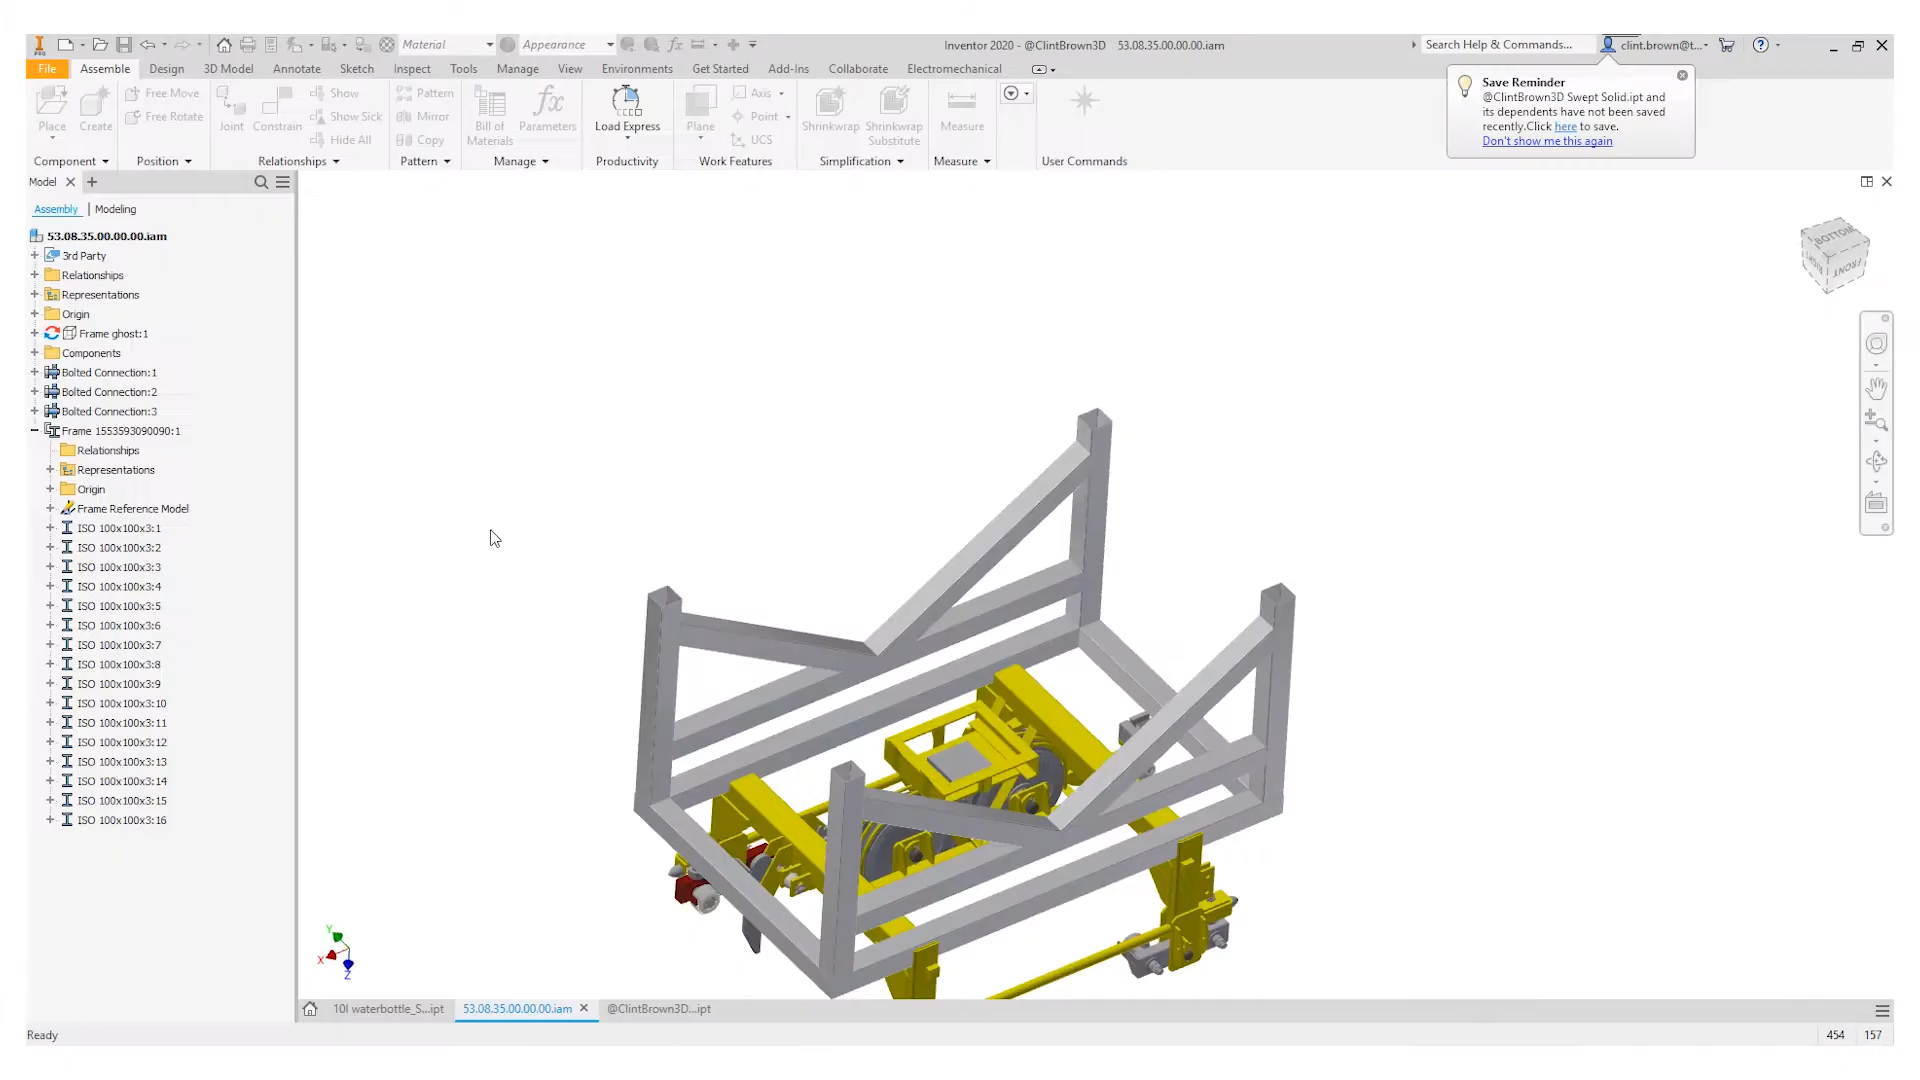 Material
Appearance
Inventor 2020 - @ClintBrown3D 53.08.35.00.00.00.iam
Search Help & Commands...
clint.brown@t...
File Assemble Design 3D Model Annotate Sketch Inspect Tools Manage View Environments Get Started Add-Ins Collaborate Electromechanical
Place
Create
Free Move
Free Rotate
Joint
Constrain
Show
Show Sick
Hide All
Pattern
Mirror
Copy
Bill of
Materials
Parameters
Load Express
Plane
Axis
Point
UCS
Shrinkwrap
Shrinkwrap
Substitute
Measure
Component
Position
Relationships
Pattern
Manage
Productivity
Work Features
Simplification
Measure
User Commands
Save Reminder
@ClintBrown3D Swept Solid.ipt and
its dependents have not been saved
recently.Click here to save.
Don't show me this again
Model
Assembly | Modeling
53.08.35.00.00.00.iam
3rd Party
Relationships
Representations
Origin
Frame ghost:1
Components
Bolted Connection:1
Bolted Connection:2
Bolted Connection:3
Frame 1553593090090:1
Relationships
Representations
Origin
Frame Reference Model
ISO 100x100x3:1
ISO 100x100x3:2
ISO 100x100x3:3
ISO 100x100x3:4
ISO 100x100x3:5
ISO 100x100x3:6
ISO 100x100x3:7
ISO 100x100x3:8
ISO 100x100x3:9
ISO 100x100x3:10
ISO 100x100x3:11
ISO 100x100x3:12
ISO 100x100x3:13
ISO 100x100x3:14
ISO 100x100x3:15
ISO 100x100x3:16
BOTTOM
RIGHT
FRONT
Y
X
Z
10l waterbottle_S...ipt
53.08.35.00.00.00.iam
@ClintBrown3D...ipt
Ready
454 157